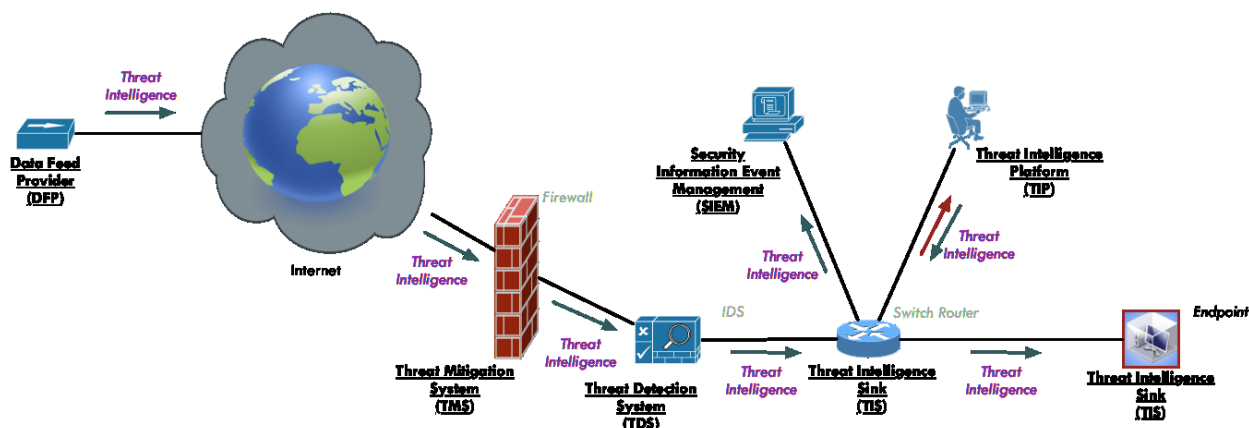 Threat
Intelligence
Data Feed
Provider
(DFP)
Internet
Firewall
Threat
Intelligence
Threat Mitigation
System
(TMS)
Threat
Intelligence
IDS
Threat Detection
System
(TDS)
Threat
Intelligence
Security
Information Event
Management
(SIEM)
Threat
Intelligence
Threat Intelligence
Platform
(TIP)
Threat
Intelligence
Switch Router
Threat Intelligence
Sink
(TIS)
Threat
Intelligence
Endpoint
Threat Intelligence
Sink
(TIS)